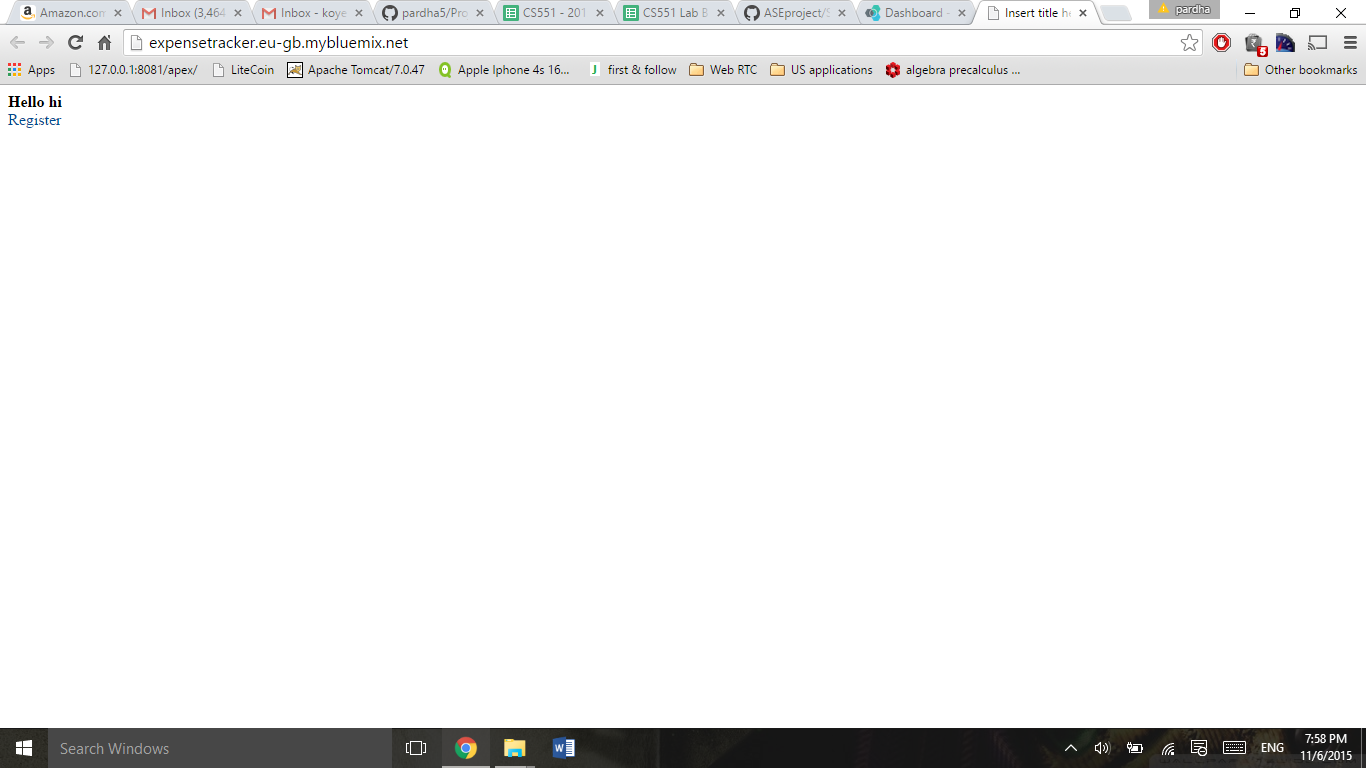 Amazon.com
Inbox (3,464
Inbox - koye
pardha5/Pro
CS551 - 201
CS551 Lab B
ASEproject/S
Dashboard -
Insert title he
pardha
expensetracker.eu-gb.mybluemix.net
5
Apps
127.0.0.1:8081/apex/
LiteCoin
Apache Tomcat/7.0.47
Apple Iphone 4s 16...
first & follow
Web RTC
US applications
algebra precalculus ...
Other bookmarks
Hello hi
Register
Search Windows
ENG
7:58 PM
11/6/2015